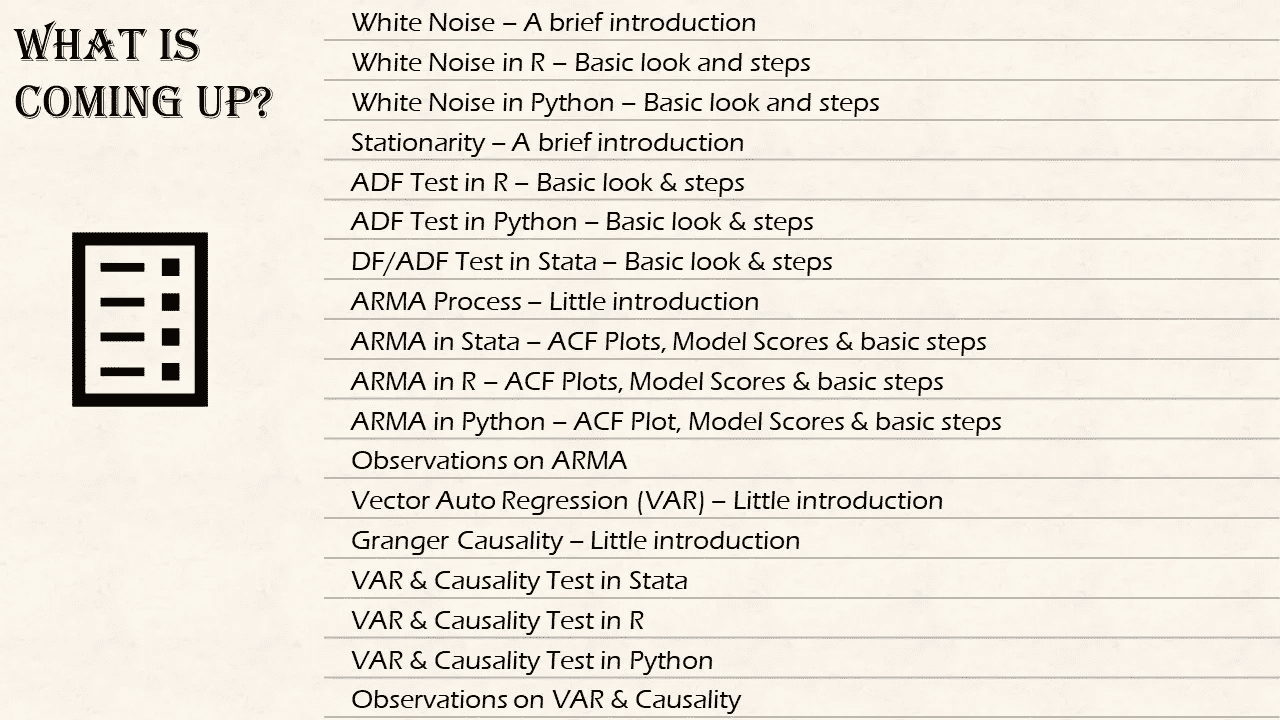 WHAT IS
COMING UP?
White Noise – A brief introduction
White Noise in R – Basic look and steps
White Noise in Python – Basic look and steps
Stationarity – A brief introduction
ADF Test in R – Basic look & steps
ADF Test in Python – Basic look & steps
DF/ADF Test in Stata – Basic look & steps
ARMA Process – Little introduction
ARMA in Stata – ACF Plots, Model Scores & basic steps
ARMA in R – ACF Plots, Model Scores & basic steps
ARMA in Python – ACF Plot, Model Scores & basic steps
Observations on ARMA
Vector Auto Regression (VAR) – Little introduction
Granger Causality – Little introduction
VAR & Causality Test in Stata
VAR & Causality Test in R
VAR & Causality Test in Python
Observations on VAR & Causality